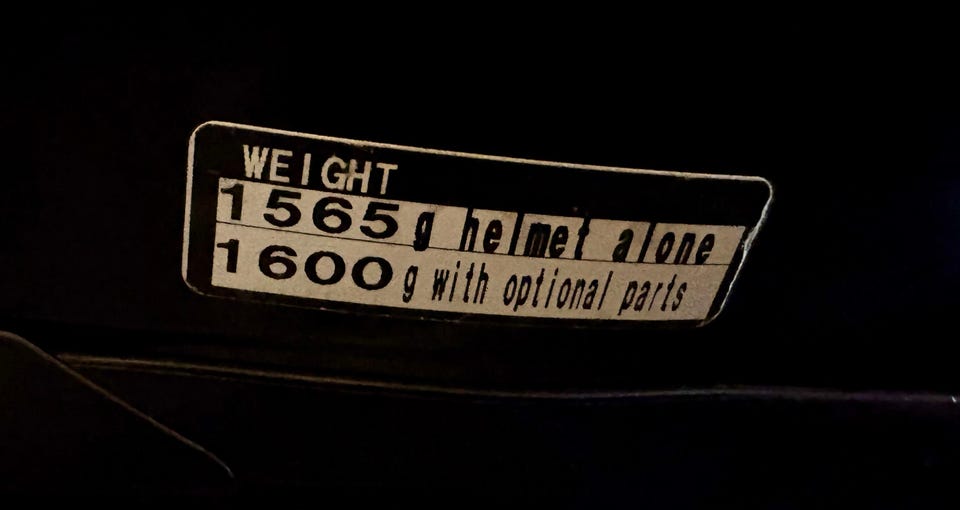 WEIGHT
1565g helmet alone
1600g with optional parts